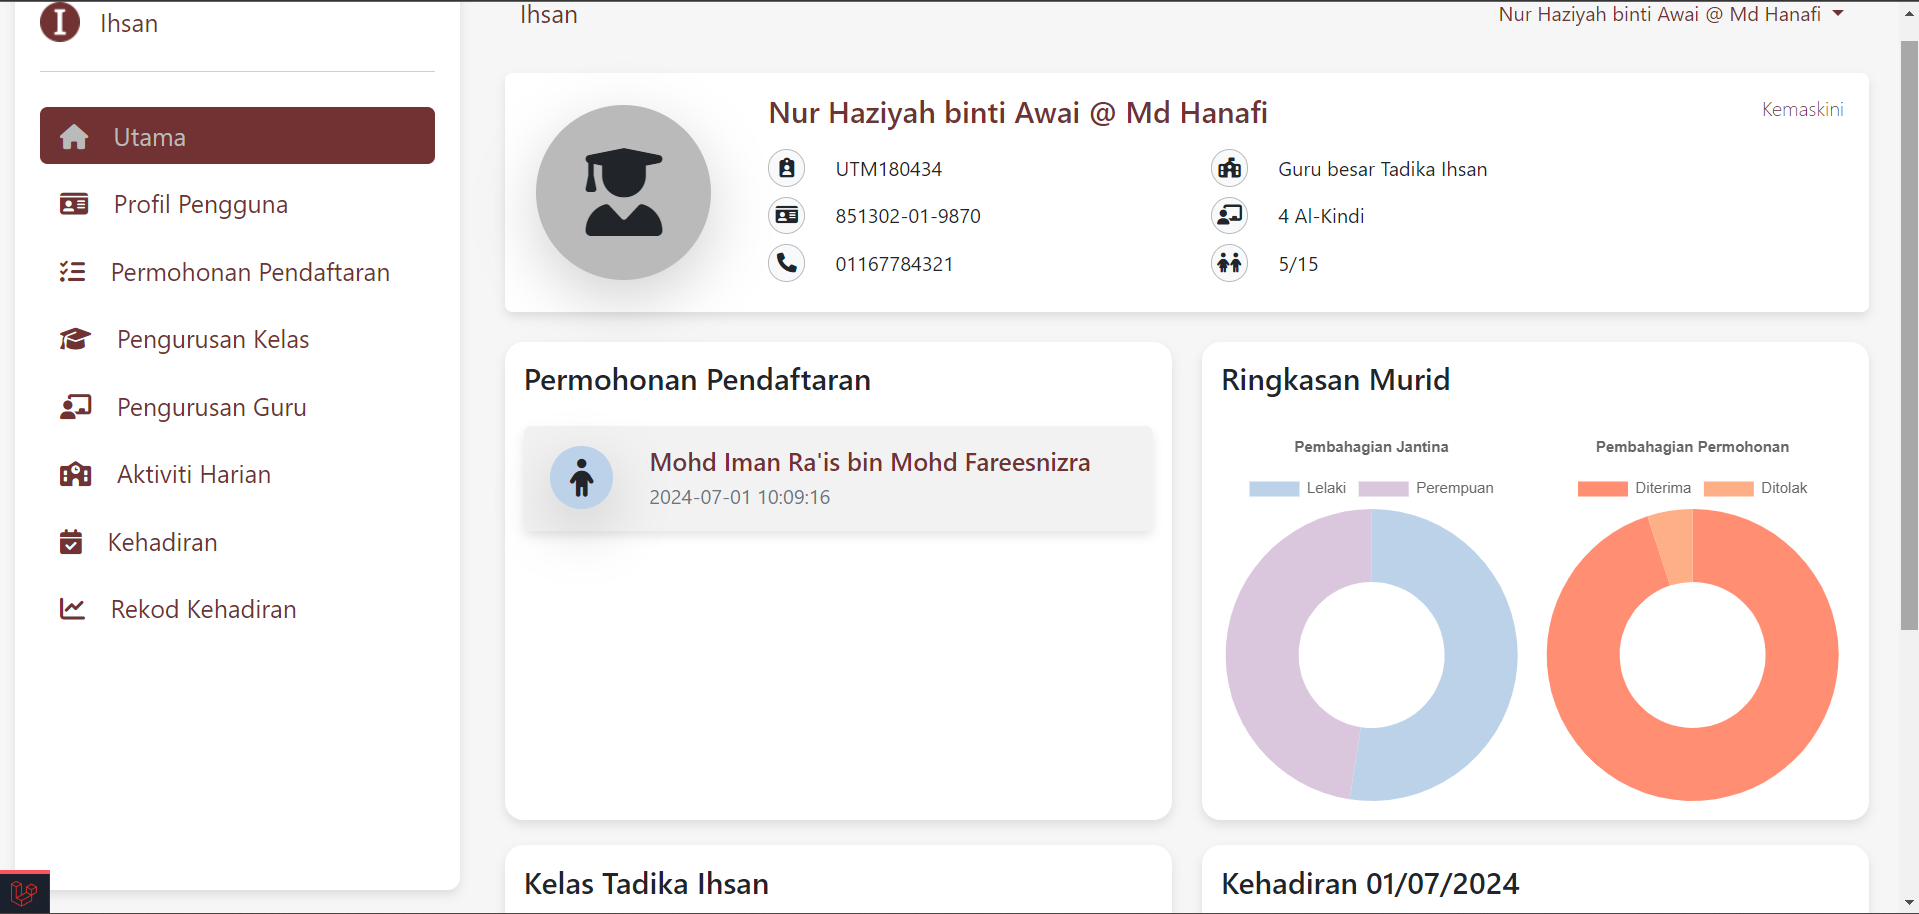 I Ihsan
Utama
Profil Pengguna
Permohonan Pendaftaran
Pengurusan Kelas
Pengurusan Guru
Aktiviti Harian
Kehadiran
Rekod Kehadiran
Ihsan
Nur Haziyah binti Awai @ Md Hanafi
Nur Haziyah binti Awai @ Md Hanafi
Kemaskini
UTM180434
Guru besar Tadika Ihsan
851302-01-9870
4 Al-Kindi
01167784321
5/15
Permohonan Pendaftaran
Mohd Iman Ra'is bin Mohd Fareesnizra
2024-07-01 10:09:16
Ringkasan Murid
Pembahagian Jantina
Lelaki Perempuan
Pembahagian Permohonan
Diterima Ditolak
Kelas Tadika Ihsan
Kehadiran 01/07/2024